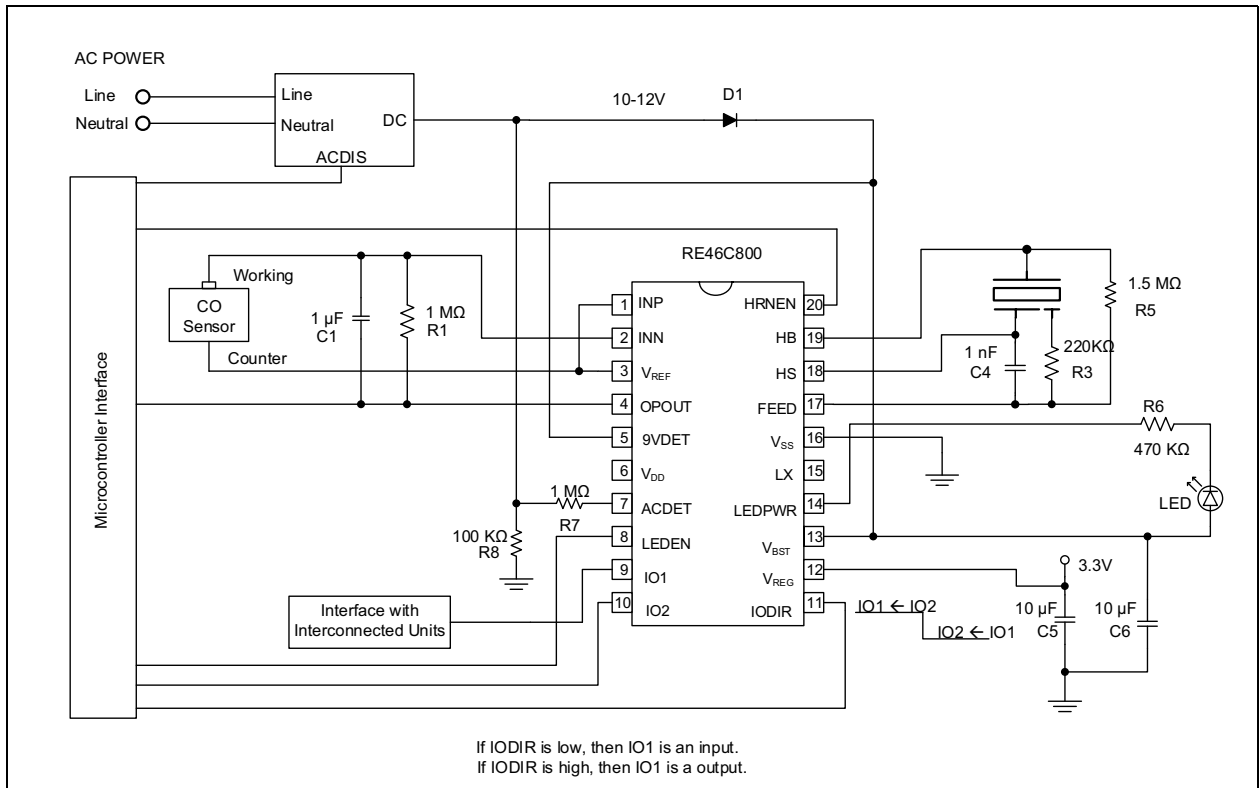 AC POWER
Line
Neutral
Line
Neutral
DC
ACDIS
10-12V
D1
Microcontroller Interface
RE46C800
Working
CO
Sensor
Counter
1 µF
C1
1 MΩ
R1
1 INP
2 INN
3 VREF
4 OPOUT
5 9VDET
6 VDD
7 ACDET
8 LEDEN
9 IO1
10 IO2
HRNEN 20
HB 19
HS 18
FEED 17
VSS 16
LX 15
LEDPWR 14
VBST 13
VREG 12
IODIR 11
1 MΩ
R7
100 KΩ
R8
Interface with
Interconnected Units
1.5 MΩ
R5
1 nF
C4
220KΩ
R3
R6
470 KΩ
LED
3.3V
10 µF
C5
10 µF
C6
IO1 ← IO2
IO2 ← IO1
If IODIR is low, then IO1 is an input.
If IODIR is high, then IO1 is a output.